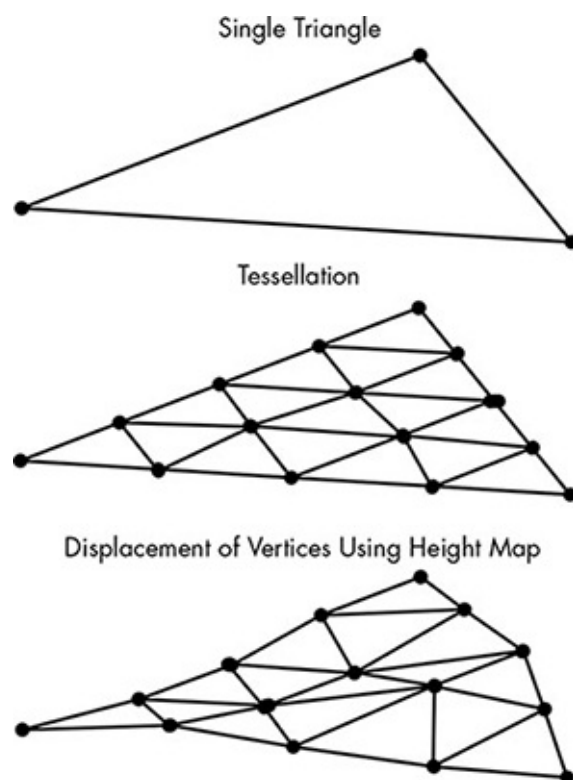 Single Triangle
Tessellation
Displacement of Vertices Using Height Map